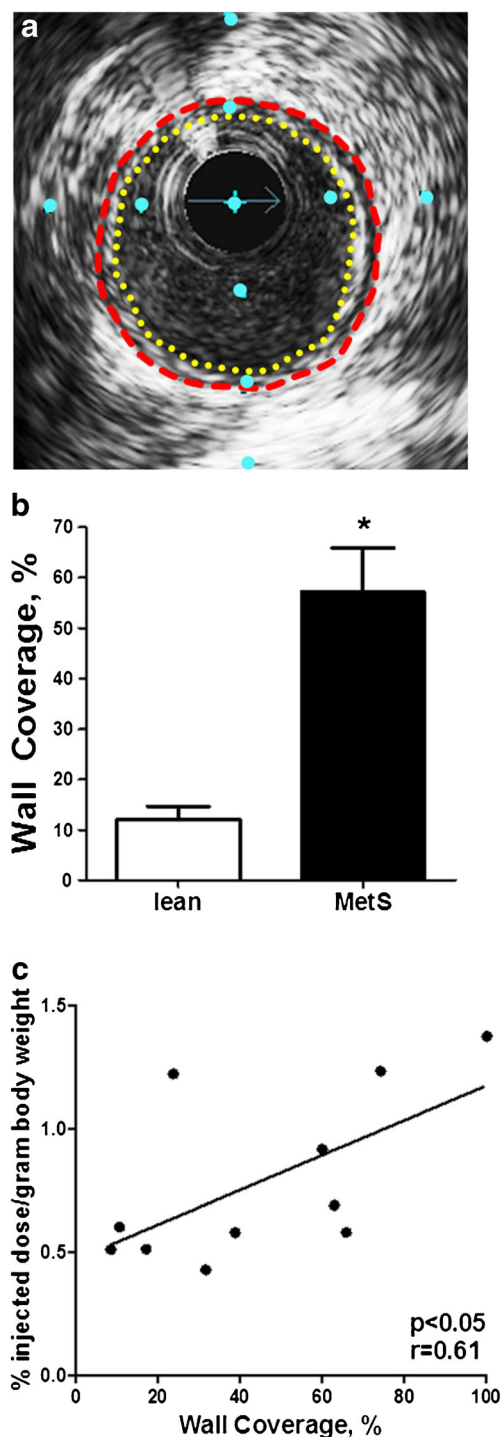 a
b
Wall Coverage, %
70
60
50
40
30
20
10
0
*
lean
MetS
c
% injected dose/gram body weight
1.5
1.0
0.5
0.0
p<0.05
r=0.61
0
20
40
60
80
100
Wall Coverage, %